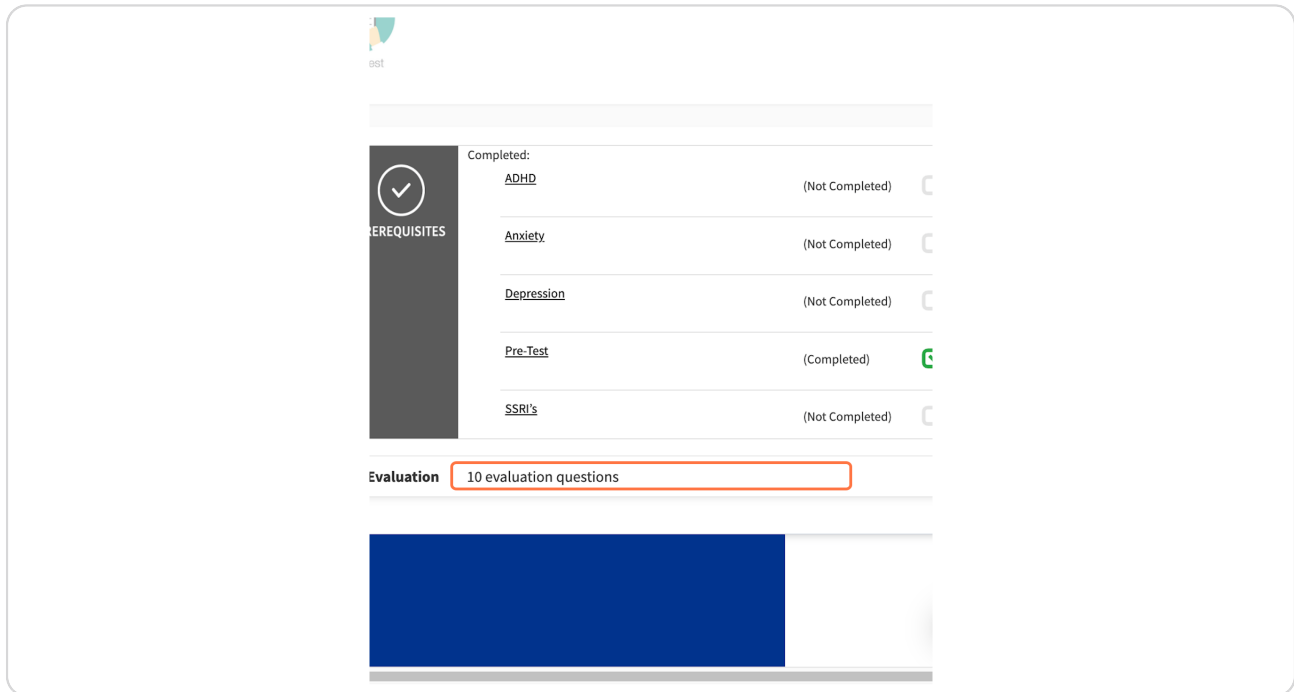 est
Completed:
ADHD
(Not Completed)
EREQUISITES
Anxiety
(Not Completed)
Depression
(Not Completed)
Pre-Test
(Completed)
SSRI's
(Not Completed)
Evaluation
10 evaluation questions